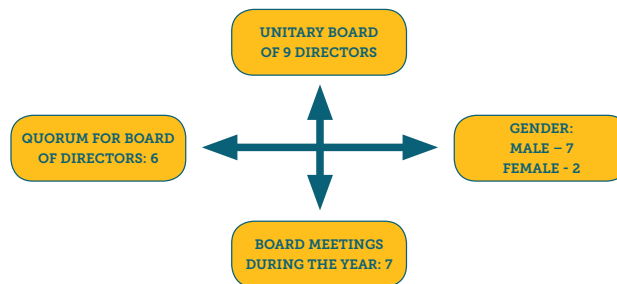 UNITARY BOARD
OF 9 DIRECTORS
QUORUM FOR BOARD
OF DIRECTORS: 6
GENDER:
MALE – 7
FEMALE - 2
BOARD MEETINGS
DURING THE YEAR: 7